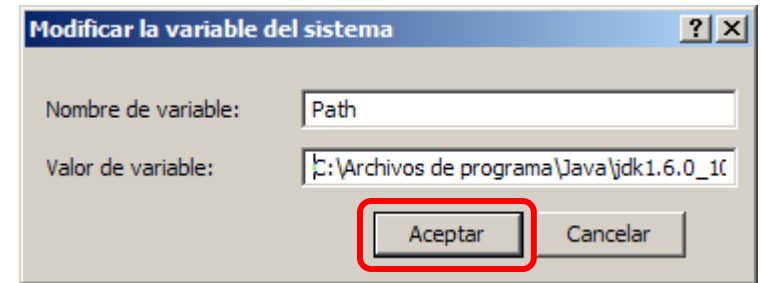 Modificar la variable del sistema
Nombre de variable: Path
Valor de variable: C:\Archivos de programa\Java\jdk1.6.0_10
Aceptar Cancelar